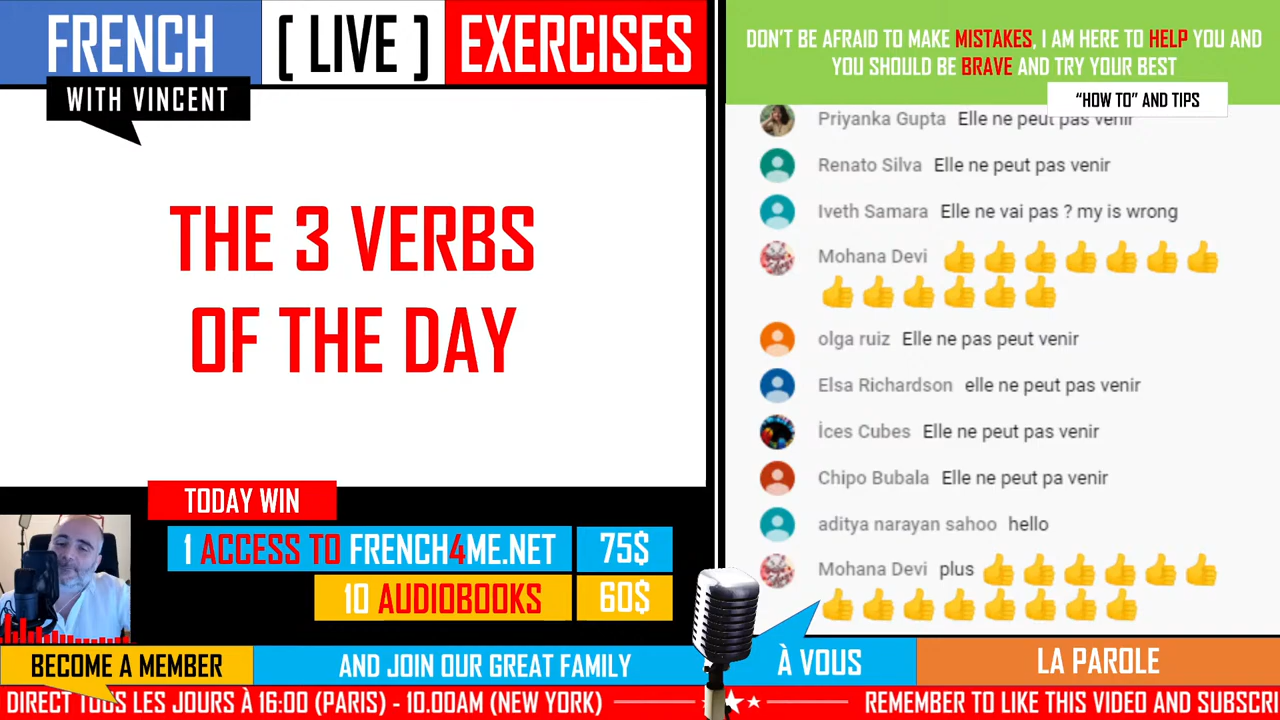 FRENCH
[ LIVE ]
EXERCISES
WITH VINCENT
THE 3 VERBS
OF THE DAY
TODAY WIN
1 ACCESS TO FRENCH4ME.NET
75$
10 AUDIOBOOKS
60$
BECOME A MEMBER
AND JOIN OUR GREAT FAMILY
DON'T BE AFRAID TO MAKE MISTAKES, I AM HERE TO HELP YOU AND
YOU SHOULD BE BRAVE AND TRY YOUR BEST
“HOW TO” AND TIPS
Priyanka Gupta Elle ne peut pas venir
Renato Silva Elle ne peut pas venir
Iveth Samara Elle ne vai pas ? my is wrong
Mohana Devi 👍👍👍👍👍👍👍
👍👍👍👍👍👍
olga ruiz Elle ne pas peut venir
Elsa Richardson elle ne peut pas venir
İces Cubes Elle ne peut pas venir
Chipo Bubala Elle ne peut pa venir
aditya narayan sahoo hello
Mohana Devi plus 👍👍👍👍👍👍
👍👍👍👍👍👍👍👍
À VOUS
LA PAROLE
DIRECT TOUS LES JOURS À 16:00 (PARIS) - 10.00AM (NEW YORK)
REMEMBER TO LIKE THIS VIDEO AND SUBSCRI